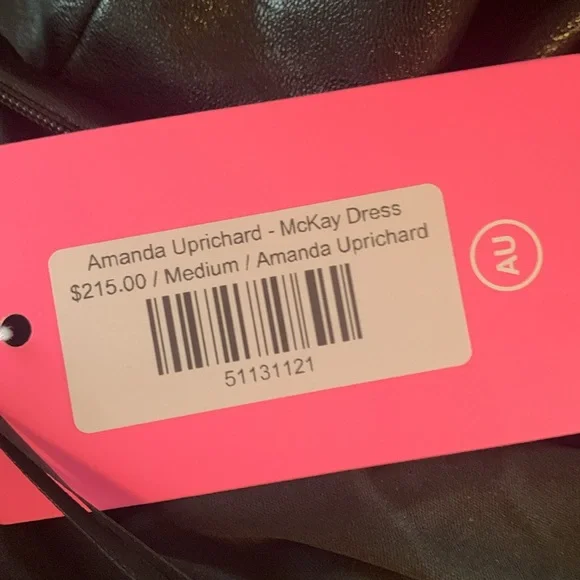 Amanda Uprichard - McKay Dress
$215.00 / Medium / Amanda Uprichard
51131121
AU